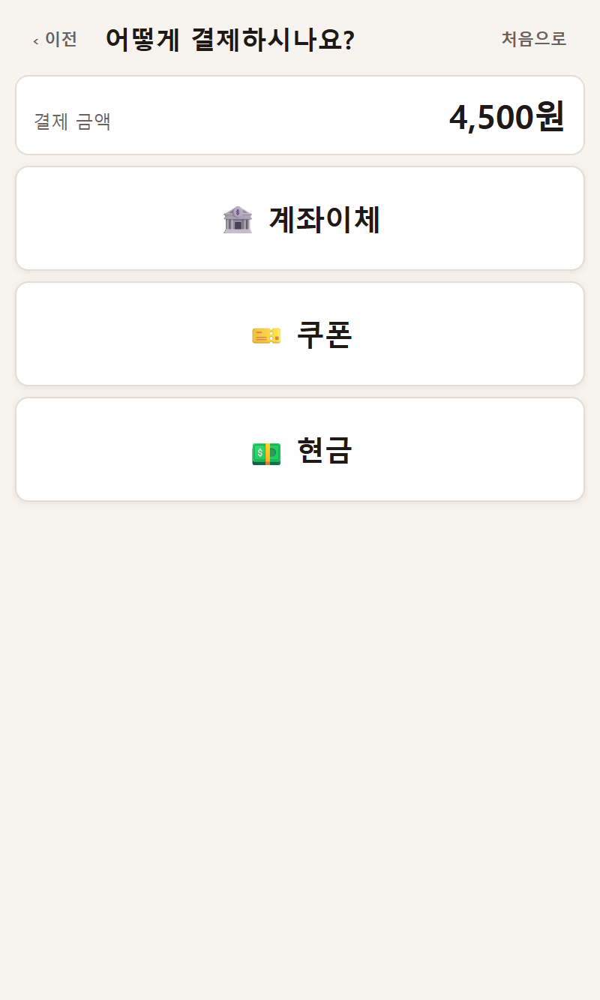 ‹ 이전 어떻게 결제하시나요? 처음으로
결제 금액 4,500원
계좌이체
쿠폰
현금